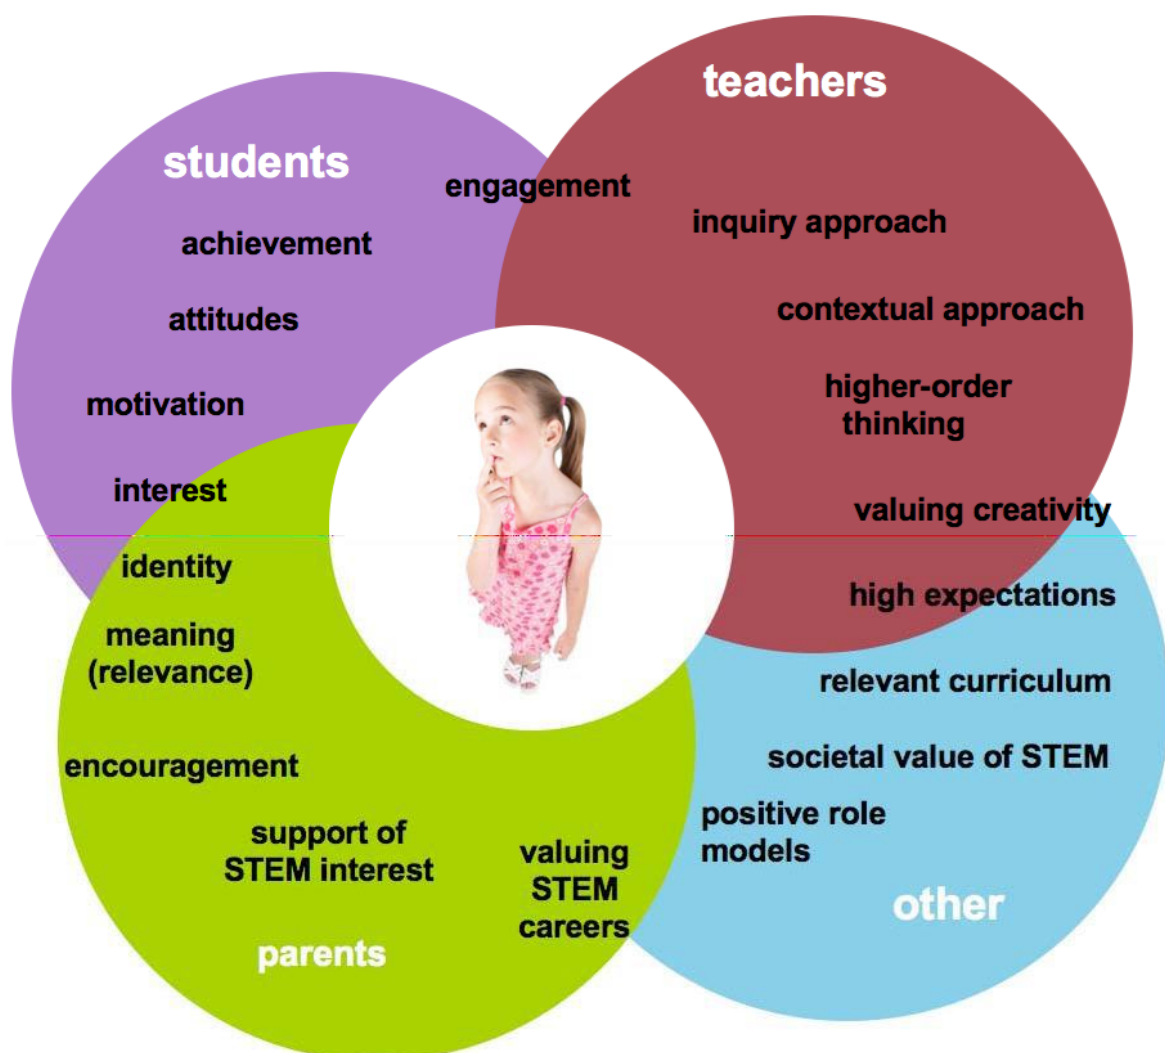 teachers
students
engagement
inquiry approach
achievement
contextual approach
attitudes
higher-order
thinking
motivation
interest
valuing creativity
identity
high expectations
meaning
(relevance)
relevant curriculum
encouragement
societal value of STEM
positive role
models
support of
STEM interest
valuing
STEM
careers
other
parents